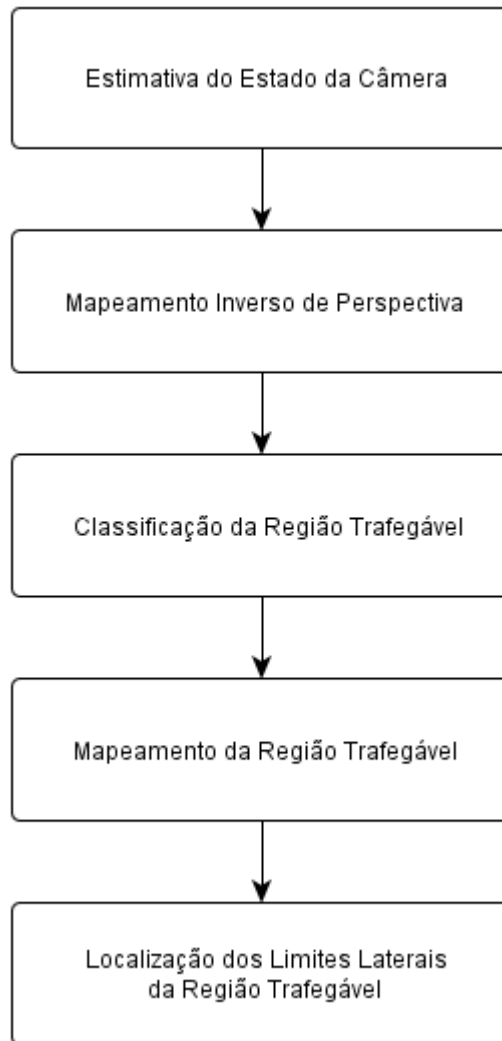 Estimativa do Estado da Câmera
Mapeamento Inverso de Perspectiva
Classificação da Região Trafegável
Mapeamento da Região Trafegável
Localização dos Limites Laterais
da Região Trafegável